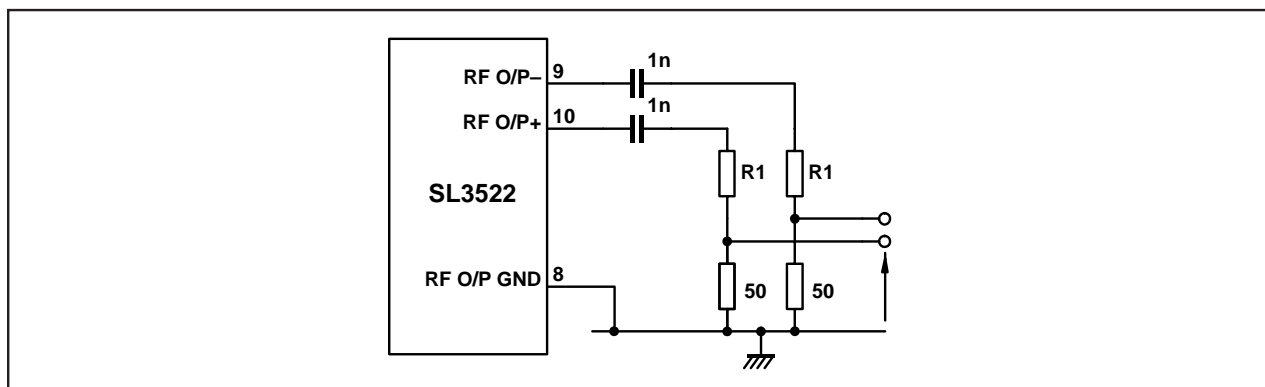 1n
RF O/P– 9
1n
RF O/P+ 10
R1 R1
SL3522
RF O/P GND 8
50 50